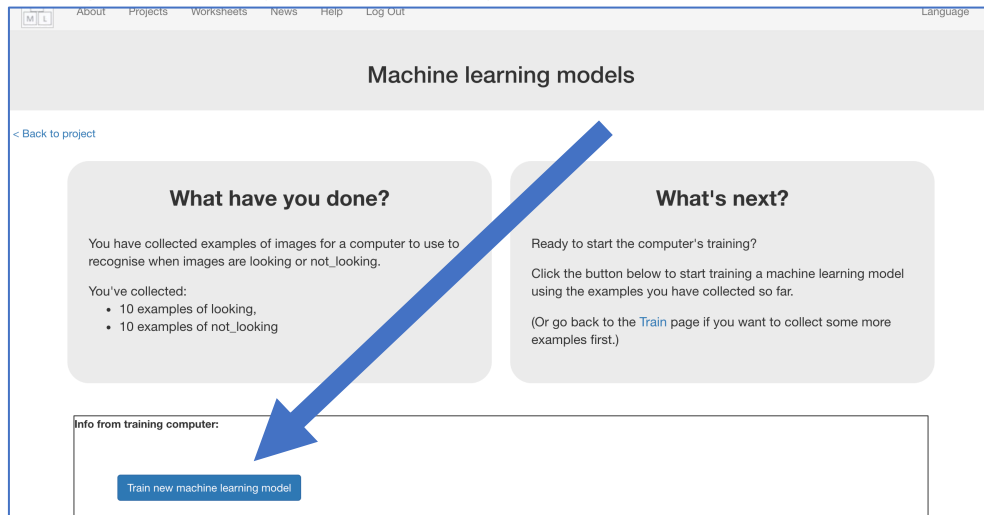 About Projects Worksheets News Help Log Out Language
M L
Machine learning models
< Back to project
What have you done?
You have collected examples of images for a computer to use to
recognise when images are looking or not_looking.
You've collected:
• 10 examples of looking,
• 10 examples of not_looking
What's next?
Ready to start the computer's training?
Click the button below to start training a machine learning model
using the examples you have collected so far.
(Or go back to the Train page if you want to collect some more
examples first.)
Info from training computer:
Train new machine learning model